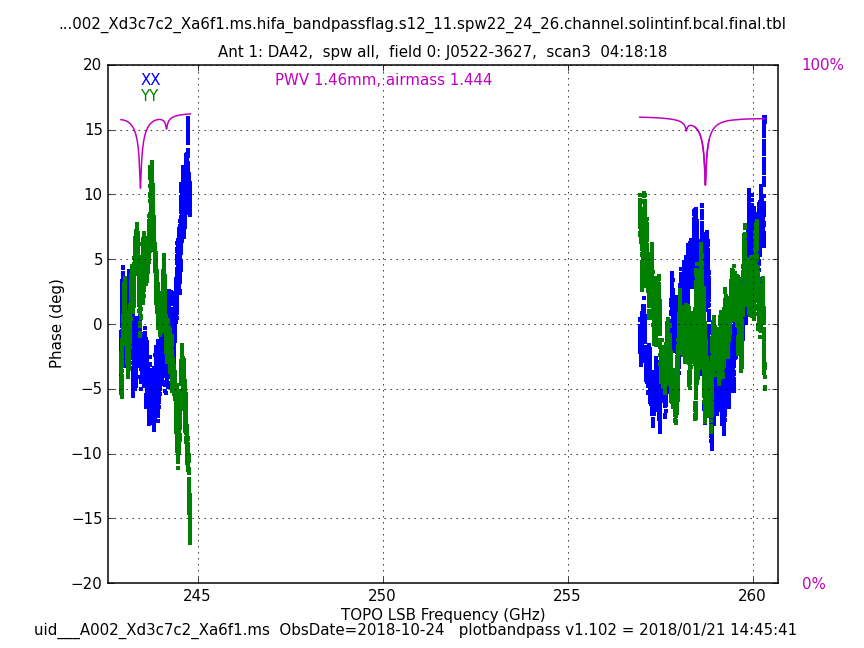 ...002_Xd3c7c2_Xa6f1.ms.hifa_bandpassflag.s12_11.spw22_24_26.channel.solintinf.bcal.final.tbl
Ant 1: DA42,  spw all,  field 0: J0522-3627,  scan3  04:18:18
20
100%
XX
PWV 1.46mm, airmass 1.444
YY
15
10
5
Phase (deg)
0
−5
−10
−15
−20
0%
245
250
255
260
TOPO LSB Frequency (GHz)
uid___A002_Xd3c7c2_Xa6f1.ms  ObsDate=2018-10-24   plotbandpass v1.102 = 2018/01/21 14:45:41